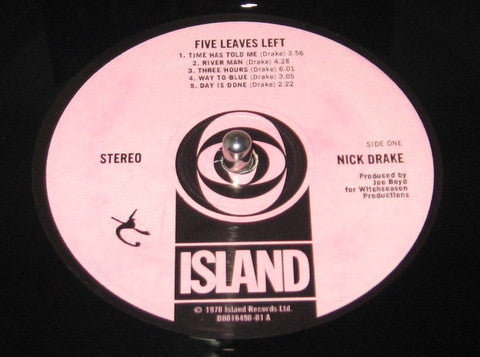 FIVE LEAVES LEFT
1. TIME HAS TOLD ME (Drake) 3.56
2. RIVER MAN (Drake) 4.28
3. THREE HOURS (Drake) 6.01
4. WAY TO BLUE (Drake) 3.05
5. DAY IS DONE (Drake) 2.22
STEREO
SIDE ONE
NICK DRAKE
Produced by
Joe Boyd
for Witchseason
Productions
ISLAND
© 1970 Island Records Ltd.
B0018490-01 A